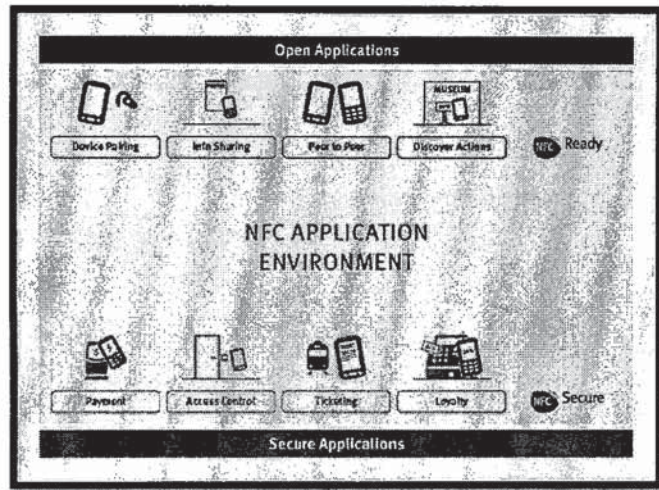 Open Applications
MUSEUM
Device Pairing
Info Sharing
Peer to Peer
Discover Actions
NFC Ready
NFC APPLICATION
ENVIRONMENT
Payment
Access Control
Ticketing
Loyalty
NFC Secure
Secure Applications